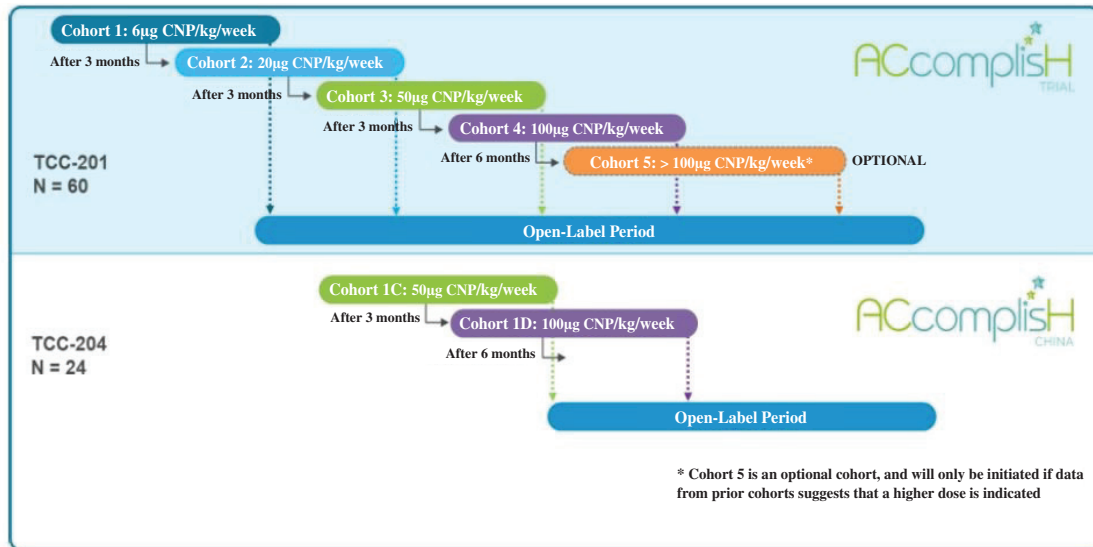 Cohort 1: 6μg CNP/kg/week
After 3 months
Cohort 2: 20μg CNP/kg/week
After 3 months
Cohort 3: 50μg CNP/kg/week
After 3 months
Cohort 4: 100μg CNP/kg/week
After 6 months
Cohort 5: > 100μg CNP/kg/week*
OPTIONAL
ACcomplisH
TRIAL
TCC-201
N = 60
Open-Label Period
Cohort 1C: 50μg CNP/kg/week
After 3 months
Cohort 1D: 100μg CNP/kg/week
After 6 months
ACcomplisH
CHINA
TCC-204
N = 24
Open-Label Period
* Cohort 5 is an optional cohort, and will only be initiated if data
from prior cohorts suggests that a higher dose is indicated